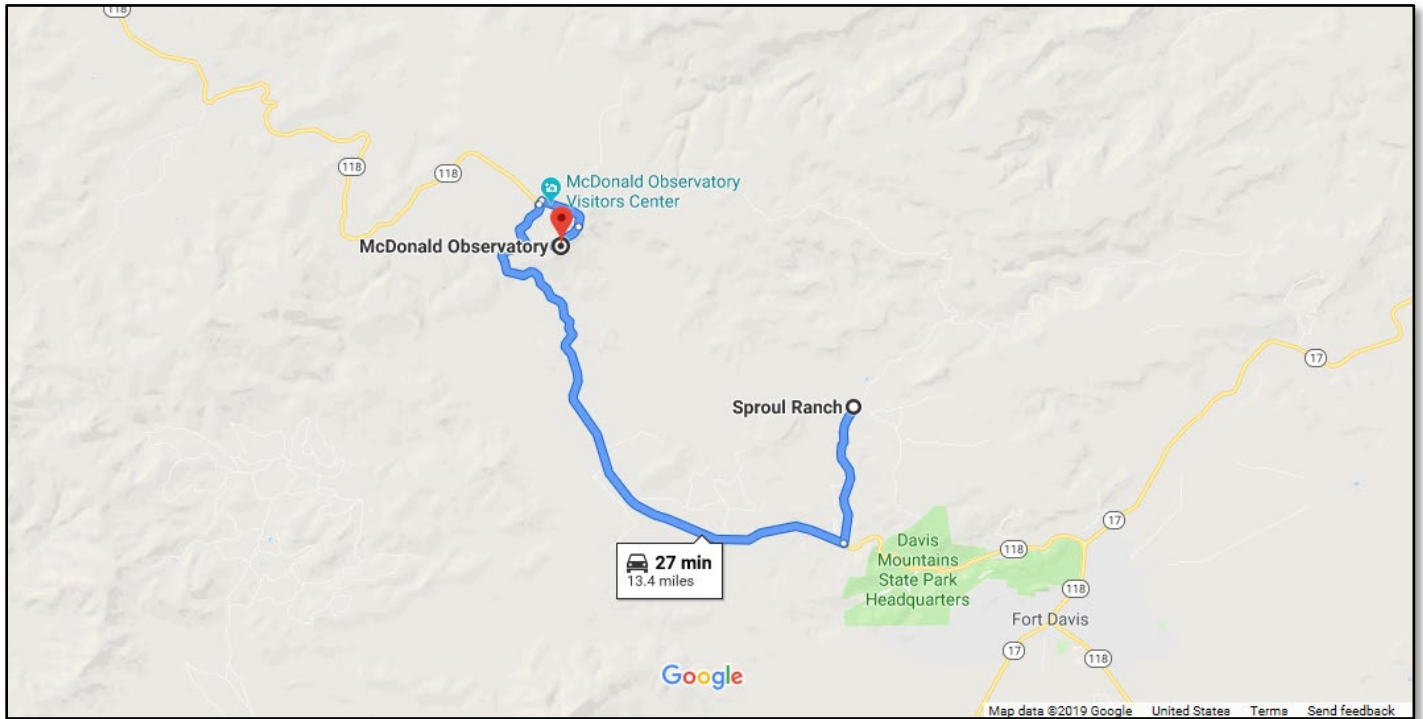 118
118
118
McDonald Observatory
Visitors Center
McDonald Observatory
17
Sproul Ranch
17
Davis
Mountains
State Park
Headquarters
118
27 min
13.4 miles
118
Fort Davis
17
118
Google
Map data ©2019 Google United States Terms Send feedback